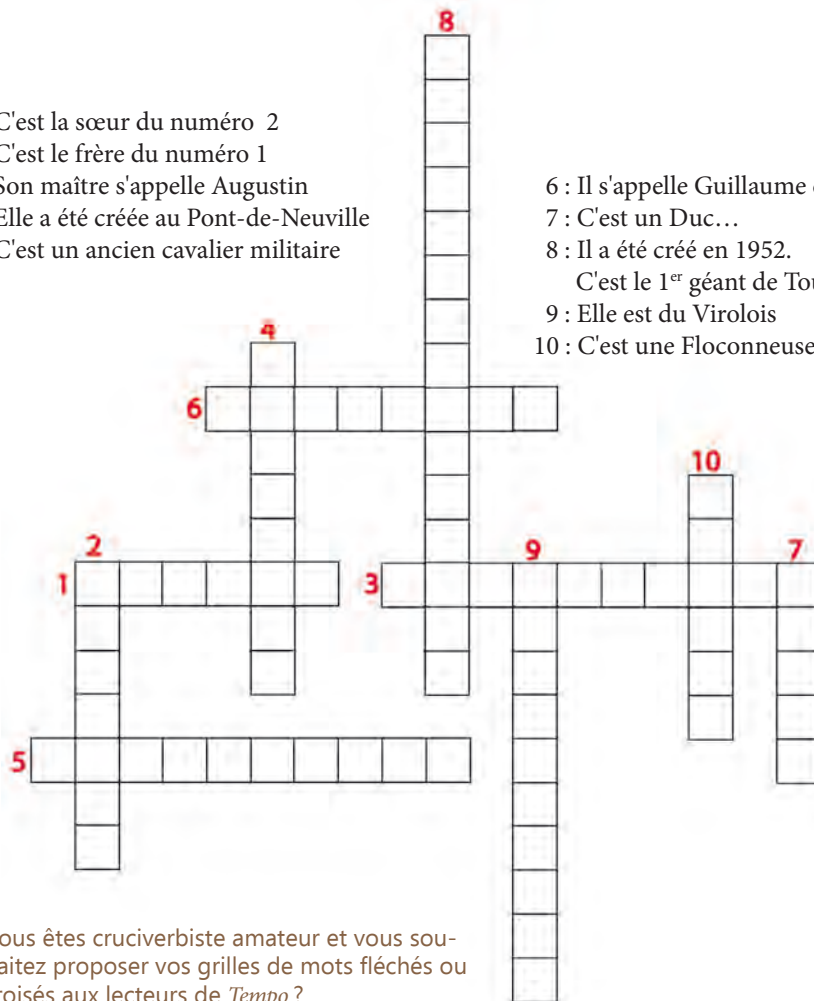 8
C'est la sœur du numéro 2
C'est le frère du numéro 1
Son maître s'appelle Augustin
Elle a été créée au Pont-de-Neuville
C'est un ancien cavalier militaire
6 : Il s'appelle Guillaume
7 : C'est un Duc…
8 : Il a été créé en 1952.
C'est le 1er géant de
9 : Elle est du Virolois
10 : C'est une Floconneuse
4
6
10
2
9
7
1
3
5
ous êtes cruciverbiste amateur et vous sou-
aitez proposer vos grilles de mots fléchés ou
roisés aux lecteurs de Tempo ?